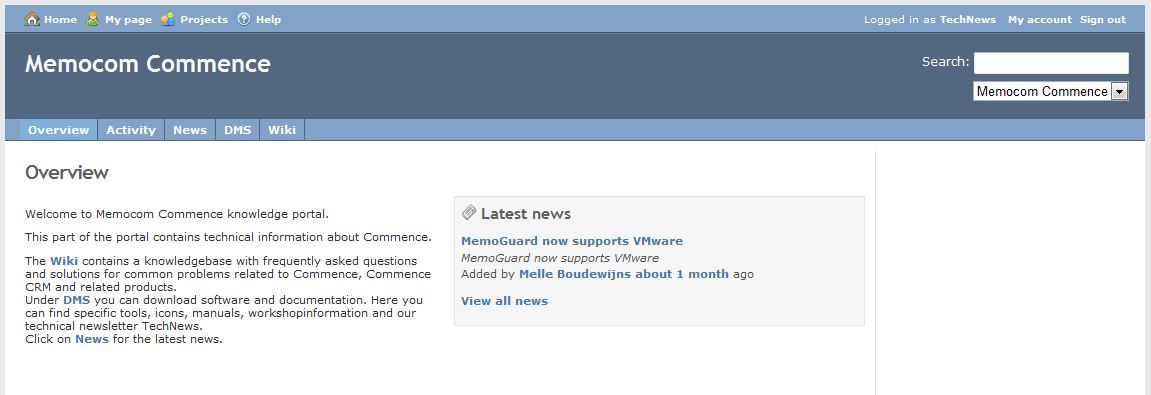 Home My page Projects Help Logged in as TechNews My account Sign out
Memocom Commence
Search:
Memocom Commence
Overview Activity News DMS Wiki
Overview
Welcome to Memocom Commence knowledge portal.
This part of the portal contains technical information about Commence.
The Wiki contains a knowledgebase with frequently asked questions
and solutions for common problems related to Commence, Commence
CRM and related products.
Under DMS you can download software and documentation. Here you
can find specific tools, icons, manuals, workshopinformation and our
technical newsletter TechNews.
Click on News for the latest news.
Latest news
MemoGuard now supports VMware
MemoGuard now supports VMware
Added by Melle Boudewijns about 1 month ago
View all news